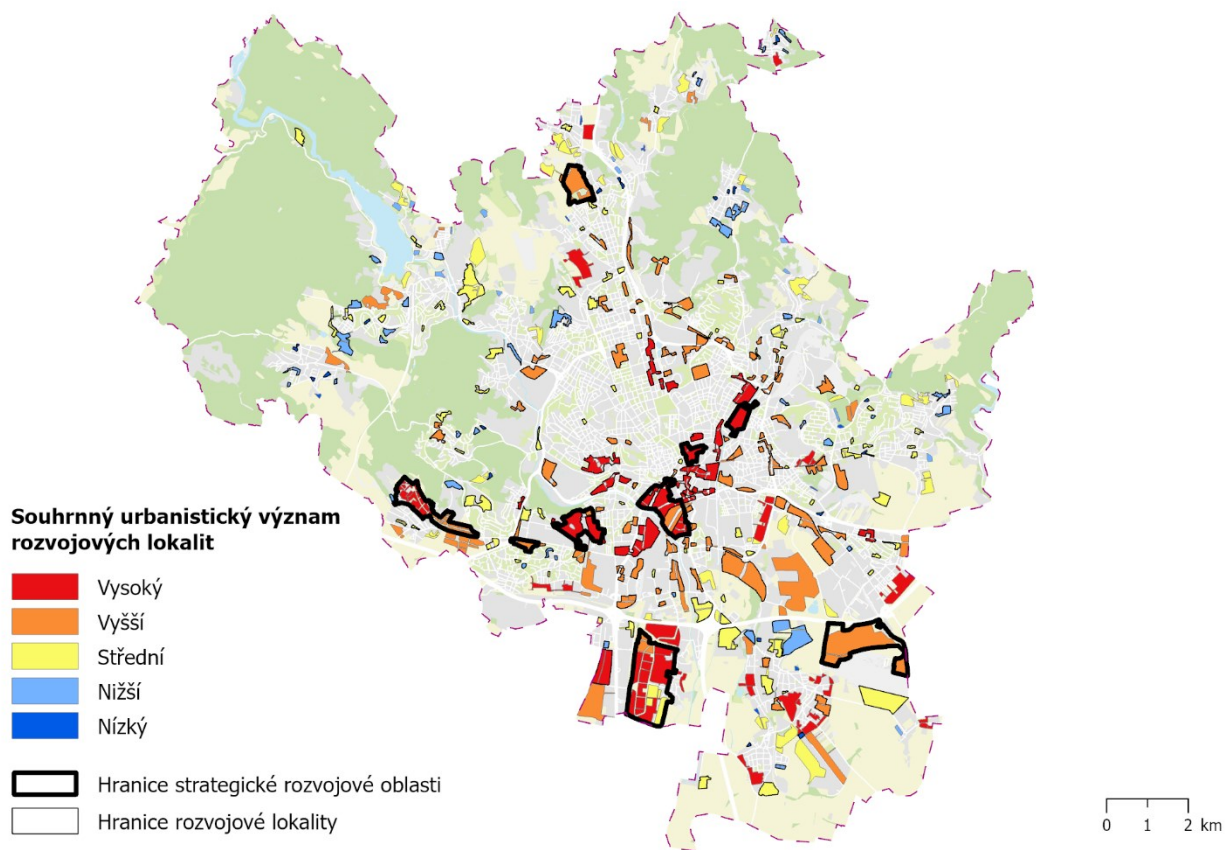 Souhrnný urbanistický význam
rozvojových lokalit
Vysoký
Vyšší
Střední
Nižší
Nízký
Hranice strategické rozvojové oblasti
Hranice rozvojové lokality
0 1 2 km